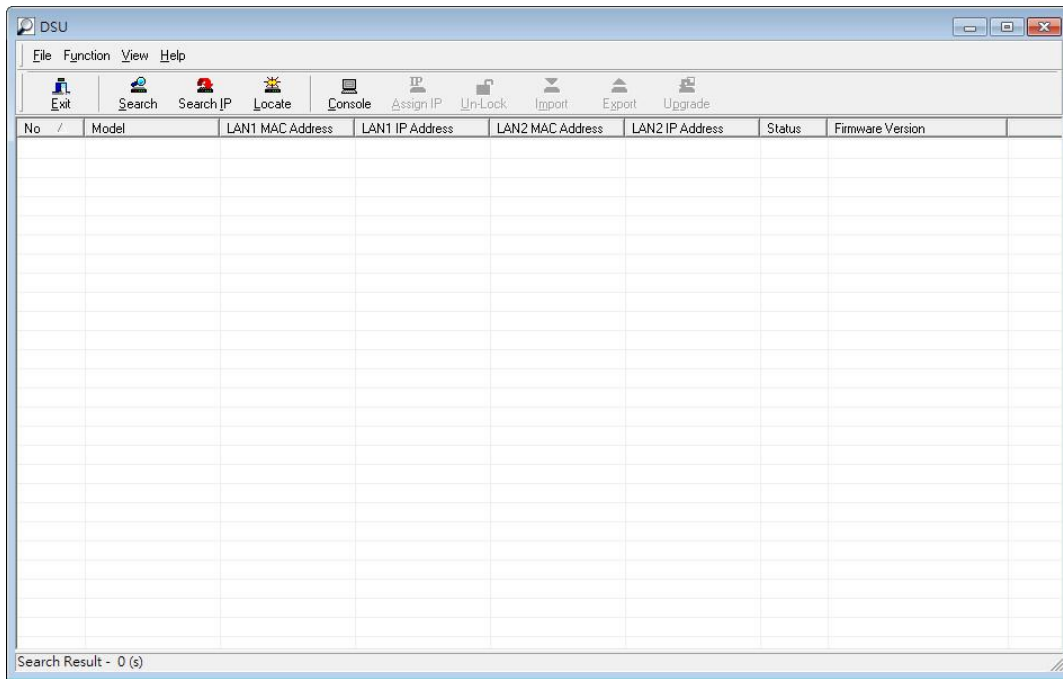 DSU
File Function View Help
Exit Search Search IP Locate Console Assign IP Un-Lock Import Export Upgrade
No / Model LAN1 MAC Address LAN1 IP Address LAN2 MAC Address LAN2 IP Address Status Firmware Version
Search Result - 0 (s)